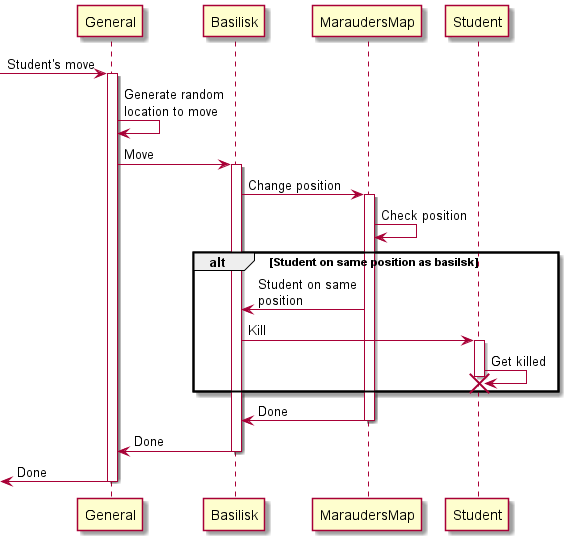 General
Basilisk
MaraudersMap
Student
Student's move
Generate random
location to move
Move
Change position
Check position
alt
[Student on same position as basilsk]
Student on same
position
Kill
Get killed
Done
Done
Done
General
Basilisk
MaraudersMap
Student